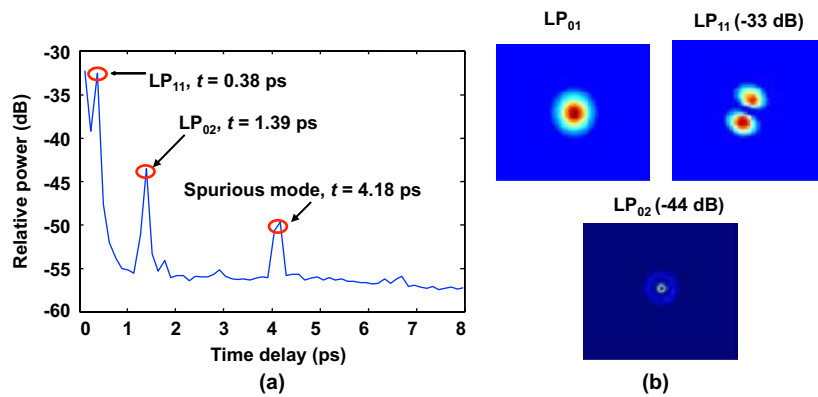 -30
-35
-40
-45
-50
-55
-60
Relative power (dB)
LP₁₁, t = 0.38 ps
LP₀₂, t = 1.39 ps
Spurious mode, t = 4.18 ps
0 1 2 3 4 5 6 7 8
Time delay (ps)
(a)
LP₀₁
LP₁₁ (-33 dB)
LP₀₂ (-44 dB)
(b)